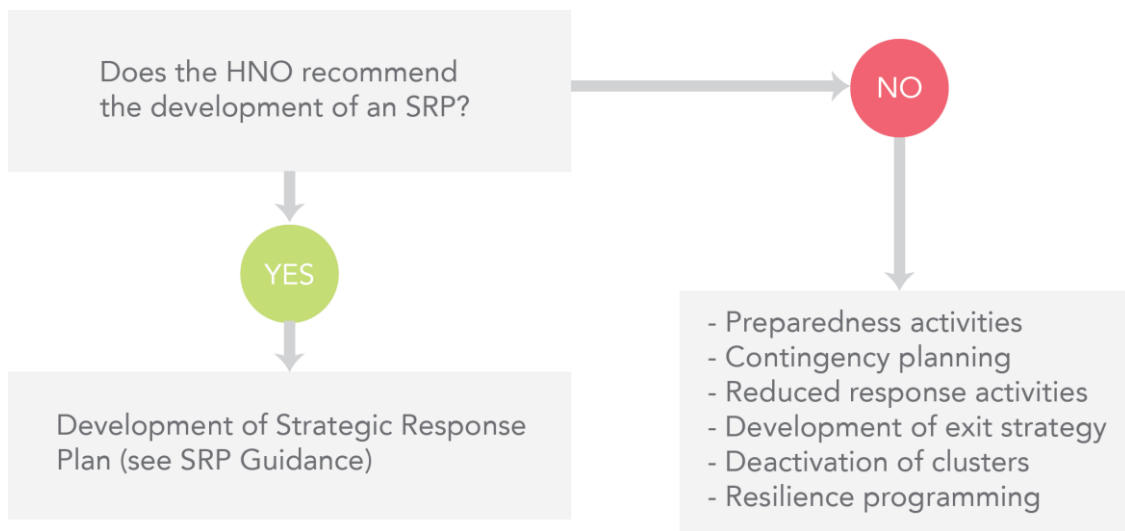 Does the HNO recommend
the development of an SRP?
NO
YES
Development of Strategic Response
Plan (see SRP Guidance)
- Preparedness activities
- Contingency planning
- Reduced response activities
- Development of exit strategy
- Deactivation of clusters
- Resilience programming